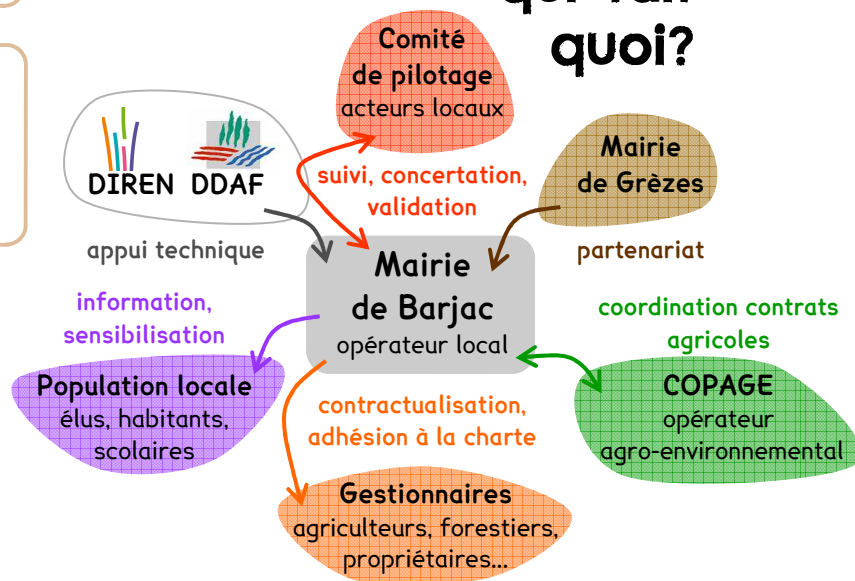 quoi?
Comité
de pilotage
acteurs locaux
DIREN DDAF
suivi, concertation,
validation
Mairie
de Grèzes
appui technique
partenariat
Mairie
de Barjac
opérateur local
information,
sensibilisation
coordination contrats
agricoles
Population locale
élus, habitants,
scolaires
contractualisation,
adhésion à la charte
COPAGE
opérateur
agro-environnemental
Gestionnaires
agriculteurs, forestiers,
propriétaires...